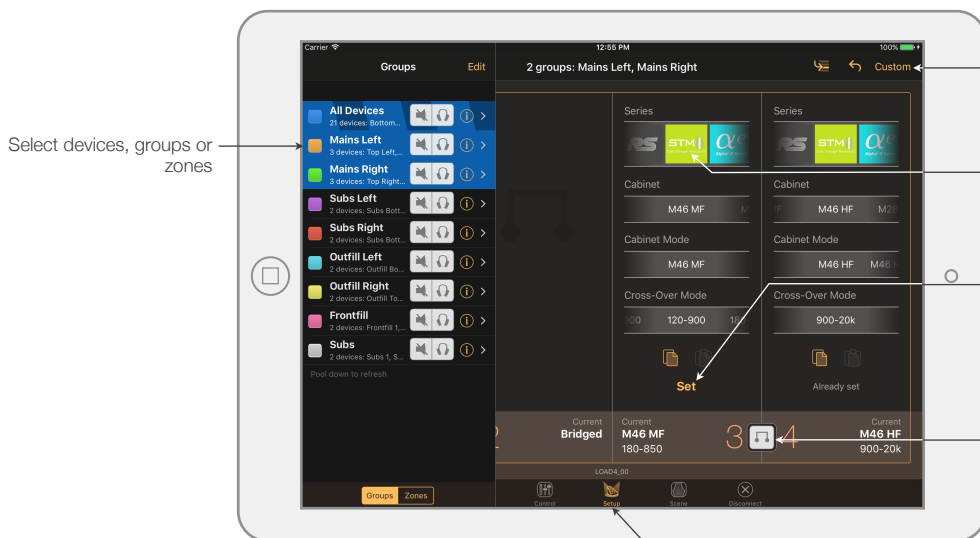 Select devices, groups or
zones
Carrier
12:55 PM
100%
Groups
Edit
2 groups: Mains Left, Mains Right
Custom
All Devices
21 devices: Bottom...
Mains Left
3 devices: Top Left,...
Mains Right
3 devices: Top Right...
Subs Left
2 devices: Subs Bott...
Subs Right
2 devices: Subs Bott...
Outfill Left
2 devices: Outfill Bo...
Outfill Right
2 devices: Outfill To...
Frontfill
2 devices: Frontfill 1,...
Subs
2 devices: Subs 1, S...
Pool down to refresh
Groups
Zones
Series
RS
STM
Cabinet
M46 MF
M
Cabinet Mode
M46 MF
Cross-Over Mode
120-900
Set
Series
RS
STM
Cabinet
M46 HF
M28
Cabinet Mode
M46 HF
M46
Cross-Over Mode
900-20k
Already set
2
Current
Bridged
Current
M46 MF
180-850
3
4
Current
M46 HF
900-20k
LOAD4_00
Control
Setup
Scene
Disconnect